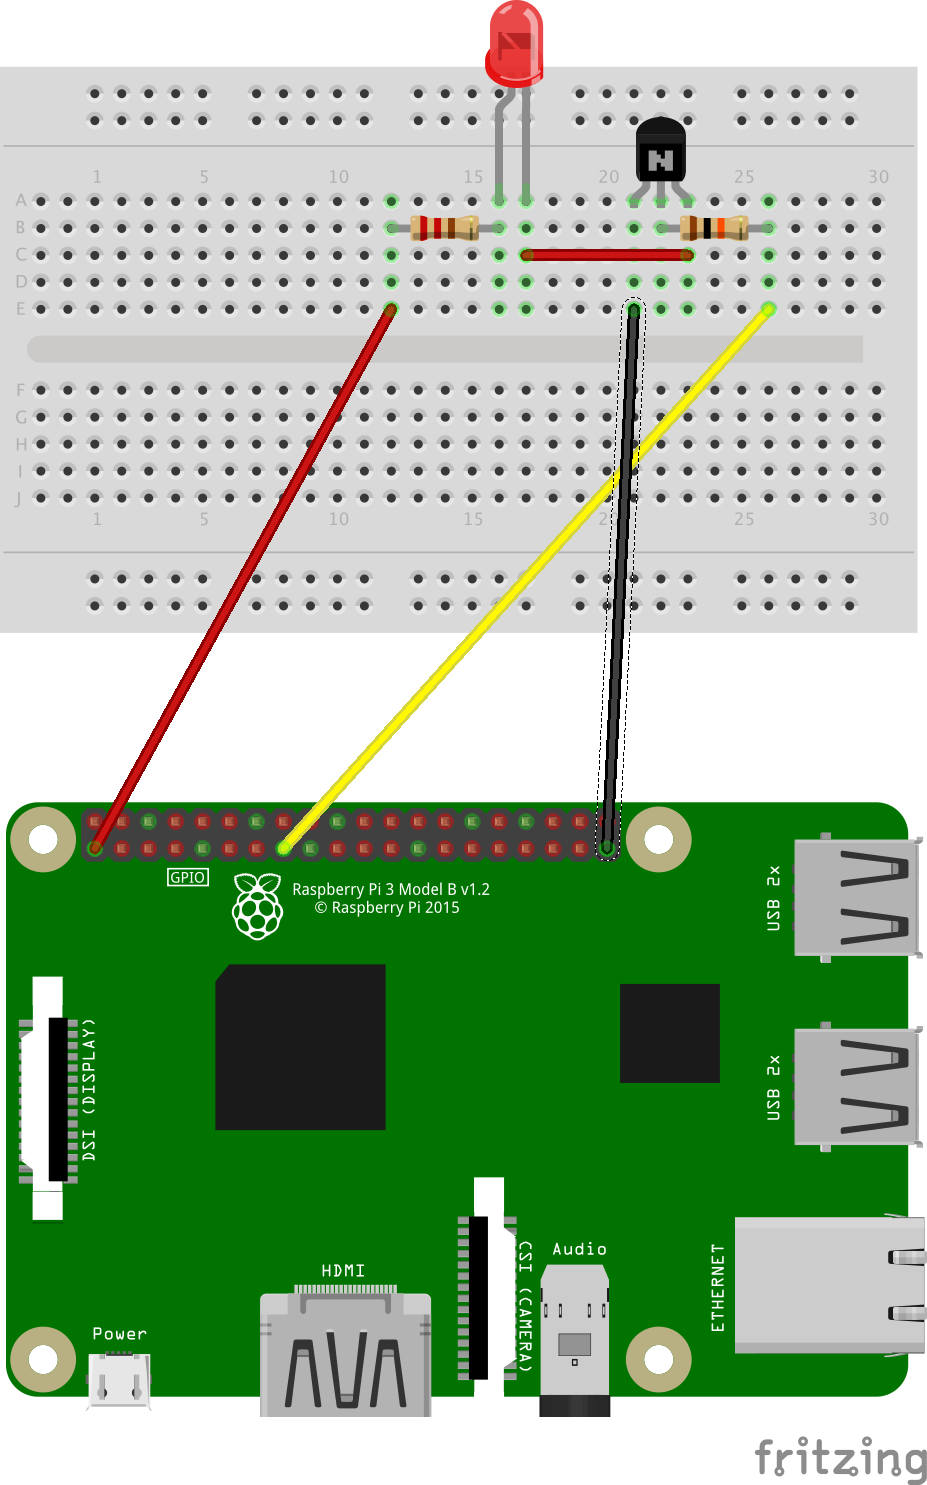 1 5 10 15 20 25 30
A
B
C
D
E
F
G
H
I
J
1 5 10 15 20 25 30
N
GPIO
Raspberry Pi 3 Model B v1.2
© Raspberry Pi 2015
USB 2x
USB 2x
DSI (DISPLAY)
CSI (CAMERA)
Audio
ETHERNET
HDMI
Power
fritzing